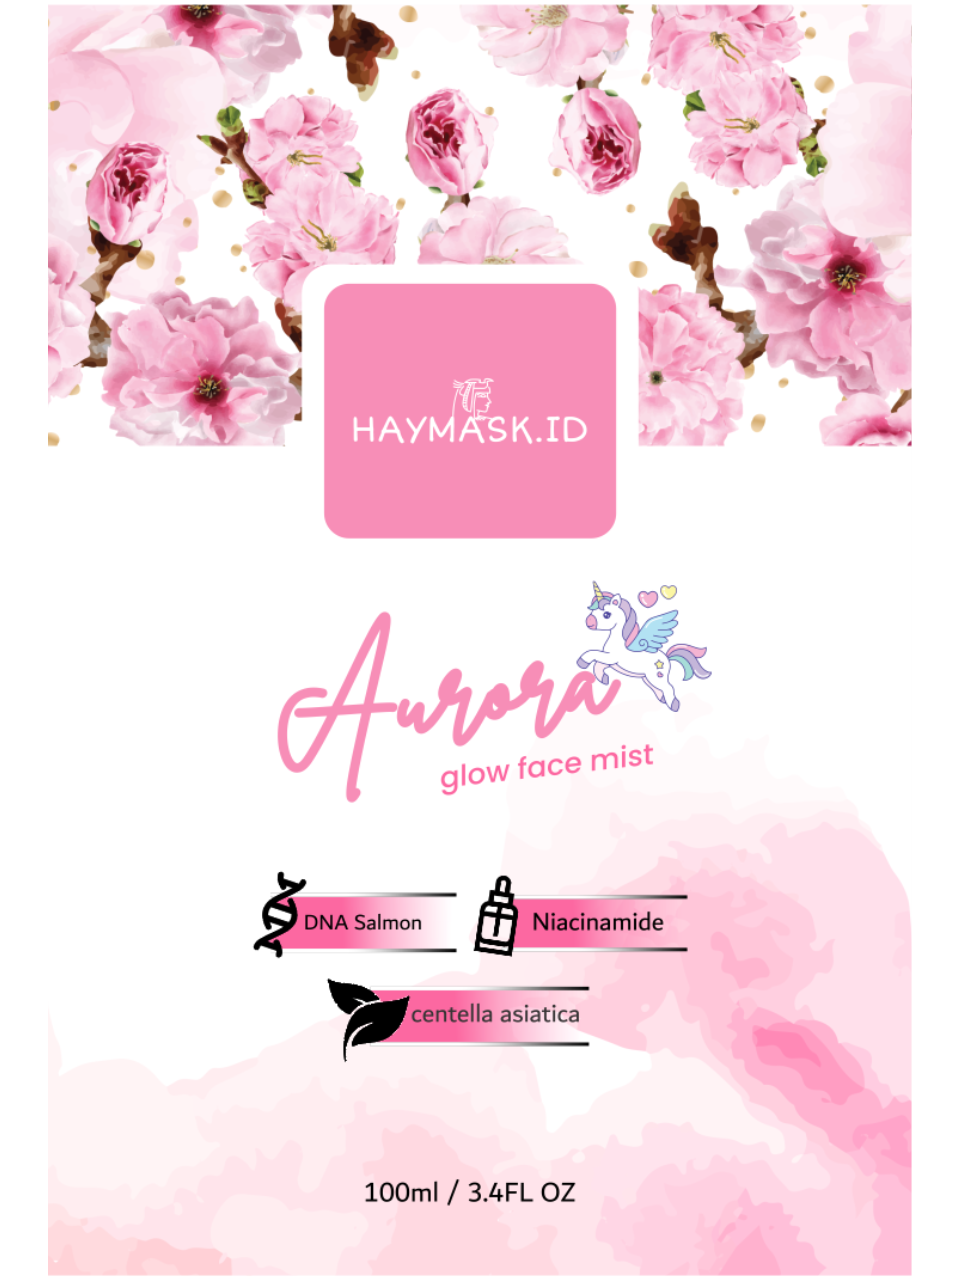 HAYMASK.ID
Aurora
glow face mist
DNA Salmon
Niacinamide
centella asiatica
100ml / 3.4FL OZ